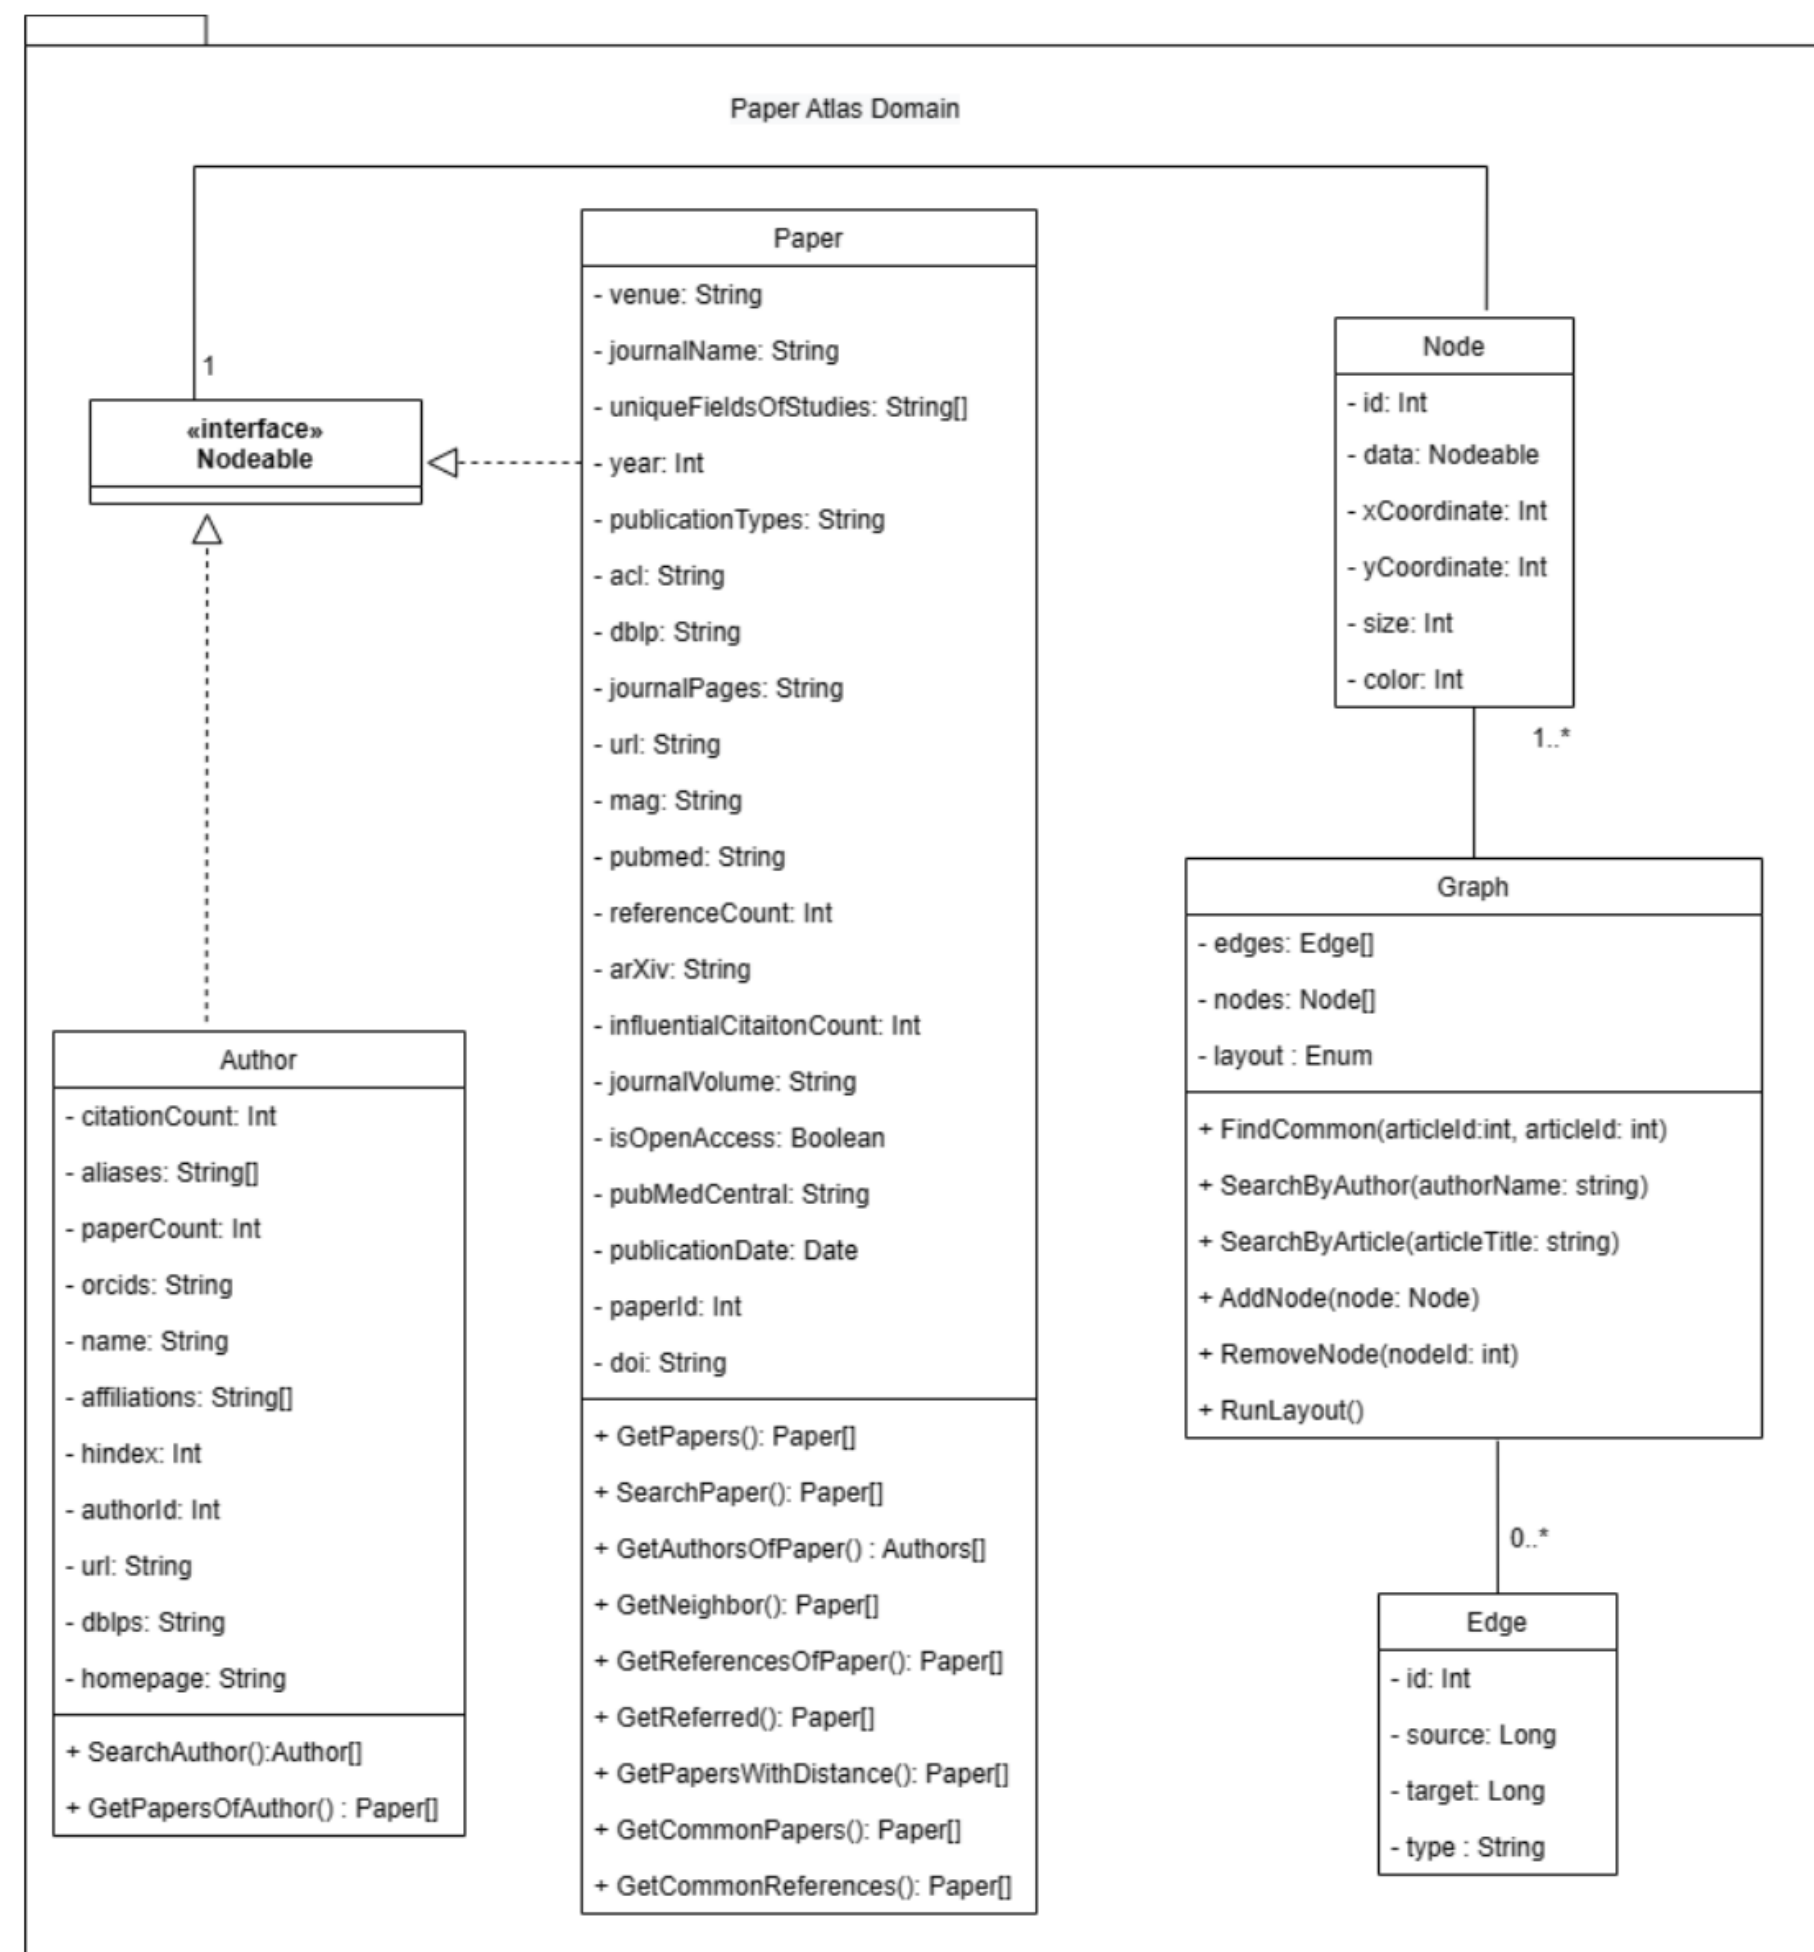 Paper Atlas Domain
1
«interface»
Nodeable
Paper
- venue: String
- journalName: String
- uniqueFieldsOfStudies: String[]
- year: Int
- publicationTypes: String
- acl: String
- dblp: String
- journalPages: String
- url: String
- mag: String
- pubmed: String
- referenceCount: Int
- arXiv: String
- influentialCitaitonCount: Int
- journalVolume: String
- isOpenAccess: Boolean
- pubMedCentral: String
- publicationDate: Date
- paperId: Int
- doi: String
+ GetPapers(): Paper[]
+ SearchPaper(): Paper[]
+ GetAuthorsOfPaper() : Authors[]
+ GetNeighbor(): Paper[]
+ GetReferencesOfPaper(): Paper[]
+ GetReferred(): Paper[]
+ GetPapersWithDistance(): Paper[]
+ GetCommonPapers(): Paper[]
+ GetCommonReferences(): Paper[]
Author
- citationCount: Int
- aliases: String[]
- paperCount: Int
- orcids: String
- name: String
- affiliations: String[]
- hindex: Int
- authorId: Int
- url: String
- dblps: String
- homepage: String
+ SearchAuthor():Author[]
+ GetPapersOfAuthor() : Paper[]
Node
- id: Int
- data: Nodeable
- xCoordinate: Int
- yCoordinate: Int
- size: Int
- color: Int
1..*
Graph
- edges: Edge[]
- nodes: Node[]
- layout : Enum
+ FindCommon(articleId:int, articleId: int)
+ SearchByAuthor(authorName: string)
+ SearchByArticle(articleTitle: string)
+ AddNode(node: Node)
+ RemoveNode(nodeId: int)
+ RunLayout()
0..*
Edge
- id: Int
- source: Long
- target: Long
- type : String